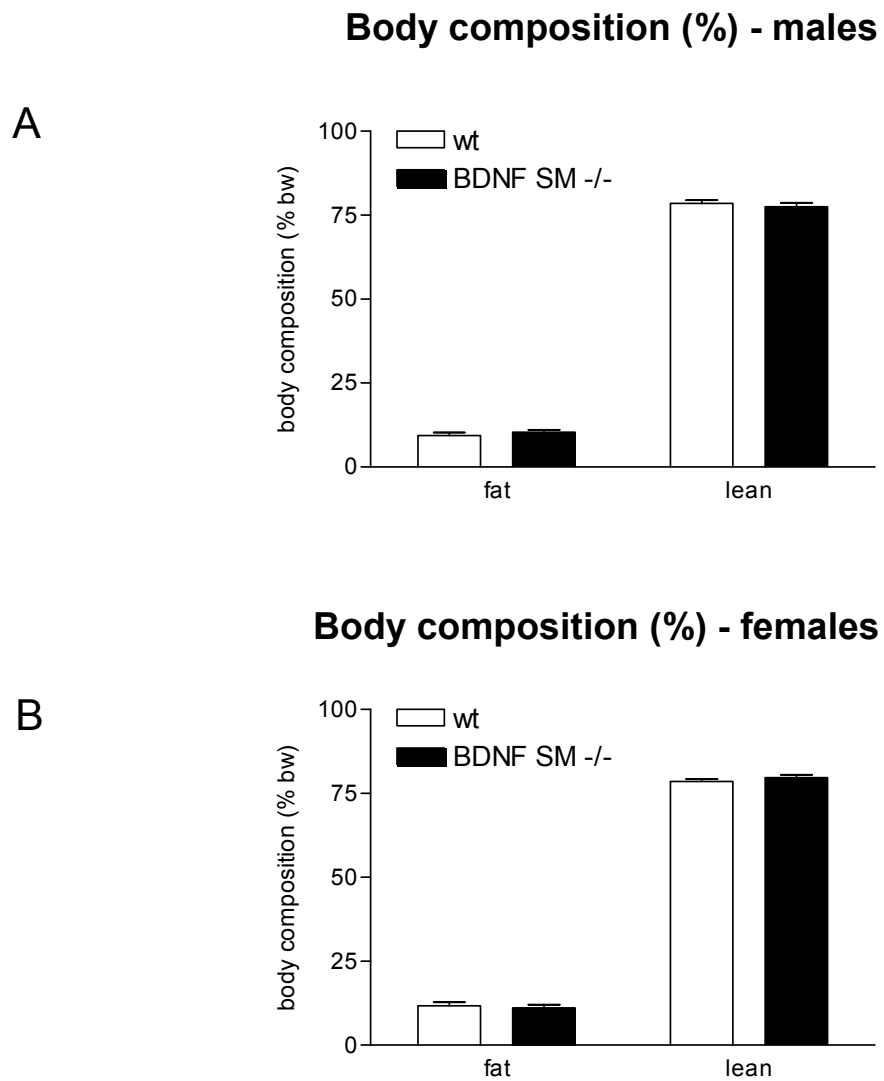 Body composition (%) - males
A
body composition (% bw)
100
75
50
25
0
wt
BDNF SM -/-
fat lean
Body composition (%) - females
B
body composition (% bw)
100
75
50
25
0
wt
BDNF SM -/-
fat lean